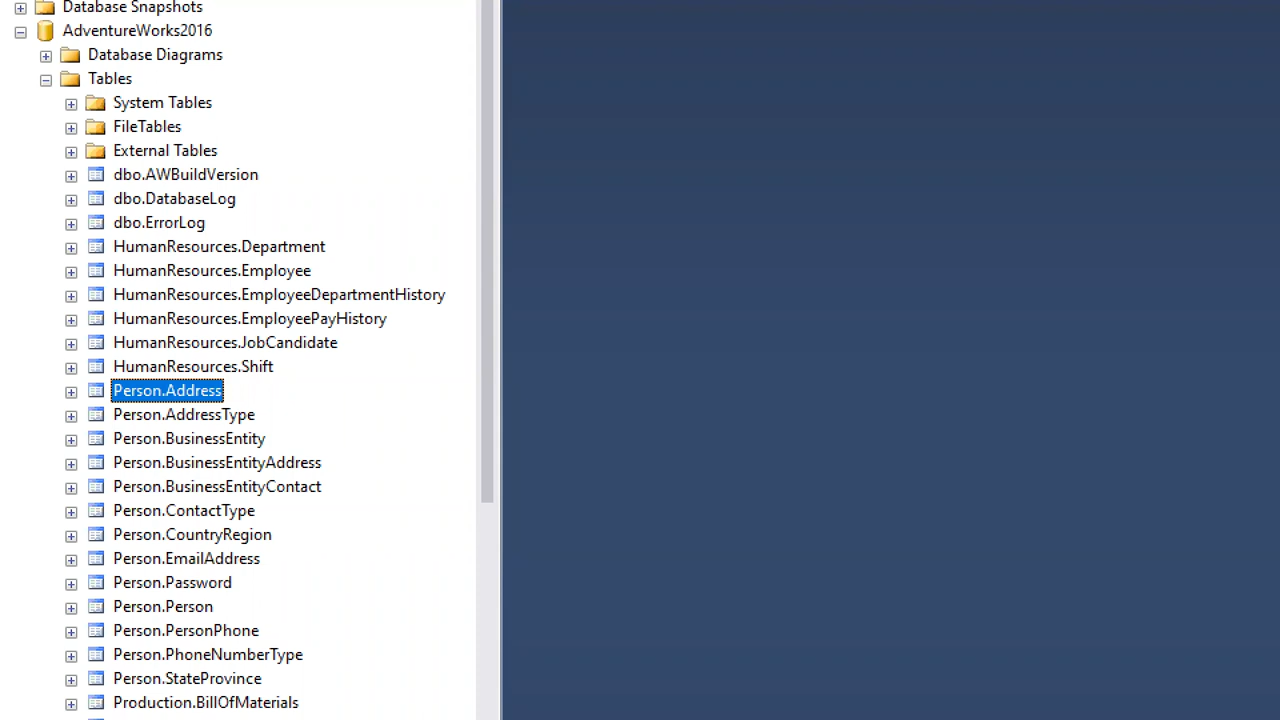 Database Snapshots
AdventureWorks2016
Database Diagrams
Tables
System Tables
FileTables
External Tables
dbo.AWBuildVersion
dbo.DatabaseLog
dbo.ErrorLog
HumanResources.Department
HumanResources.Employee
HumanResources.EmployeeDepartmentHistory
HumanResources.EmployeePayHistory
HumanResources.JobCandidate
HumanResources.Shift
Person.Address
Person.AddressType
Person.BusinessEntity
Person.BusinessEntityAddress
Person.BusinessEntityContact
Person.ContactType
Person.CountryRegion
Person.EmailAddress
Person.Password
Person.Person
Person.PersonPhone
Person.PhoneNumberType
Person.StateProvince
Production.BillOfMaterials